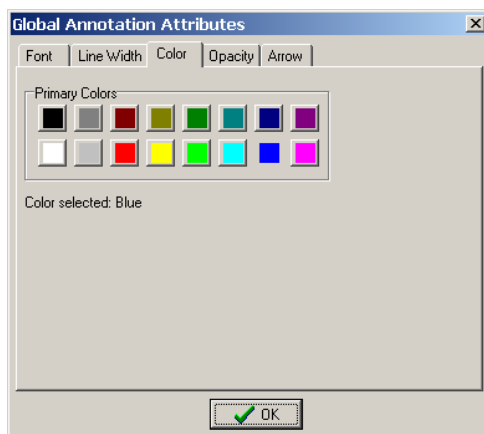 Global Annotation Attributes
Font Line Width Color Opacity Arrow
Primary Colors
Color selected: Blue
OK